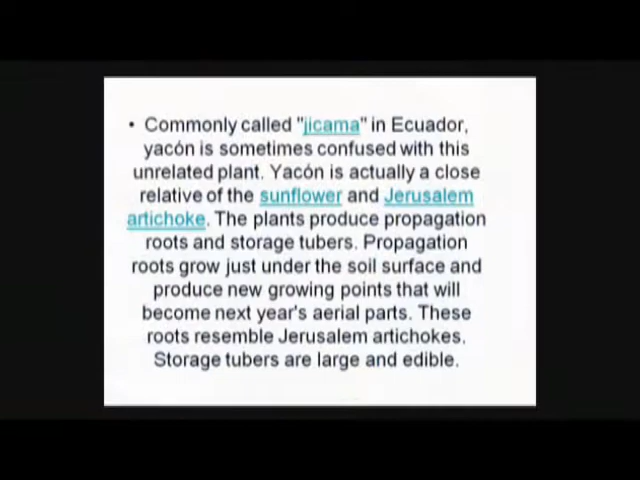 • Commonly called "jicama" in Ecuador,
yacón is sometimes confused with this
unrelated plant. Yacón is actually a close
relative of the sunflower and Jerusalem
artichoke. The plants produce propagation
roots and storage tubers. Propagation
roots grow just under the soil surface and
produce new growing points that will
become next year's aerial parts. These
roots resemble Jerusalem artichokes.
Storage tubers are large and edible.